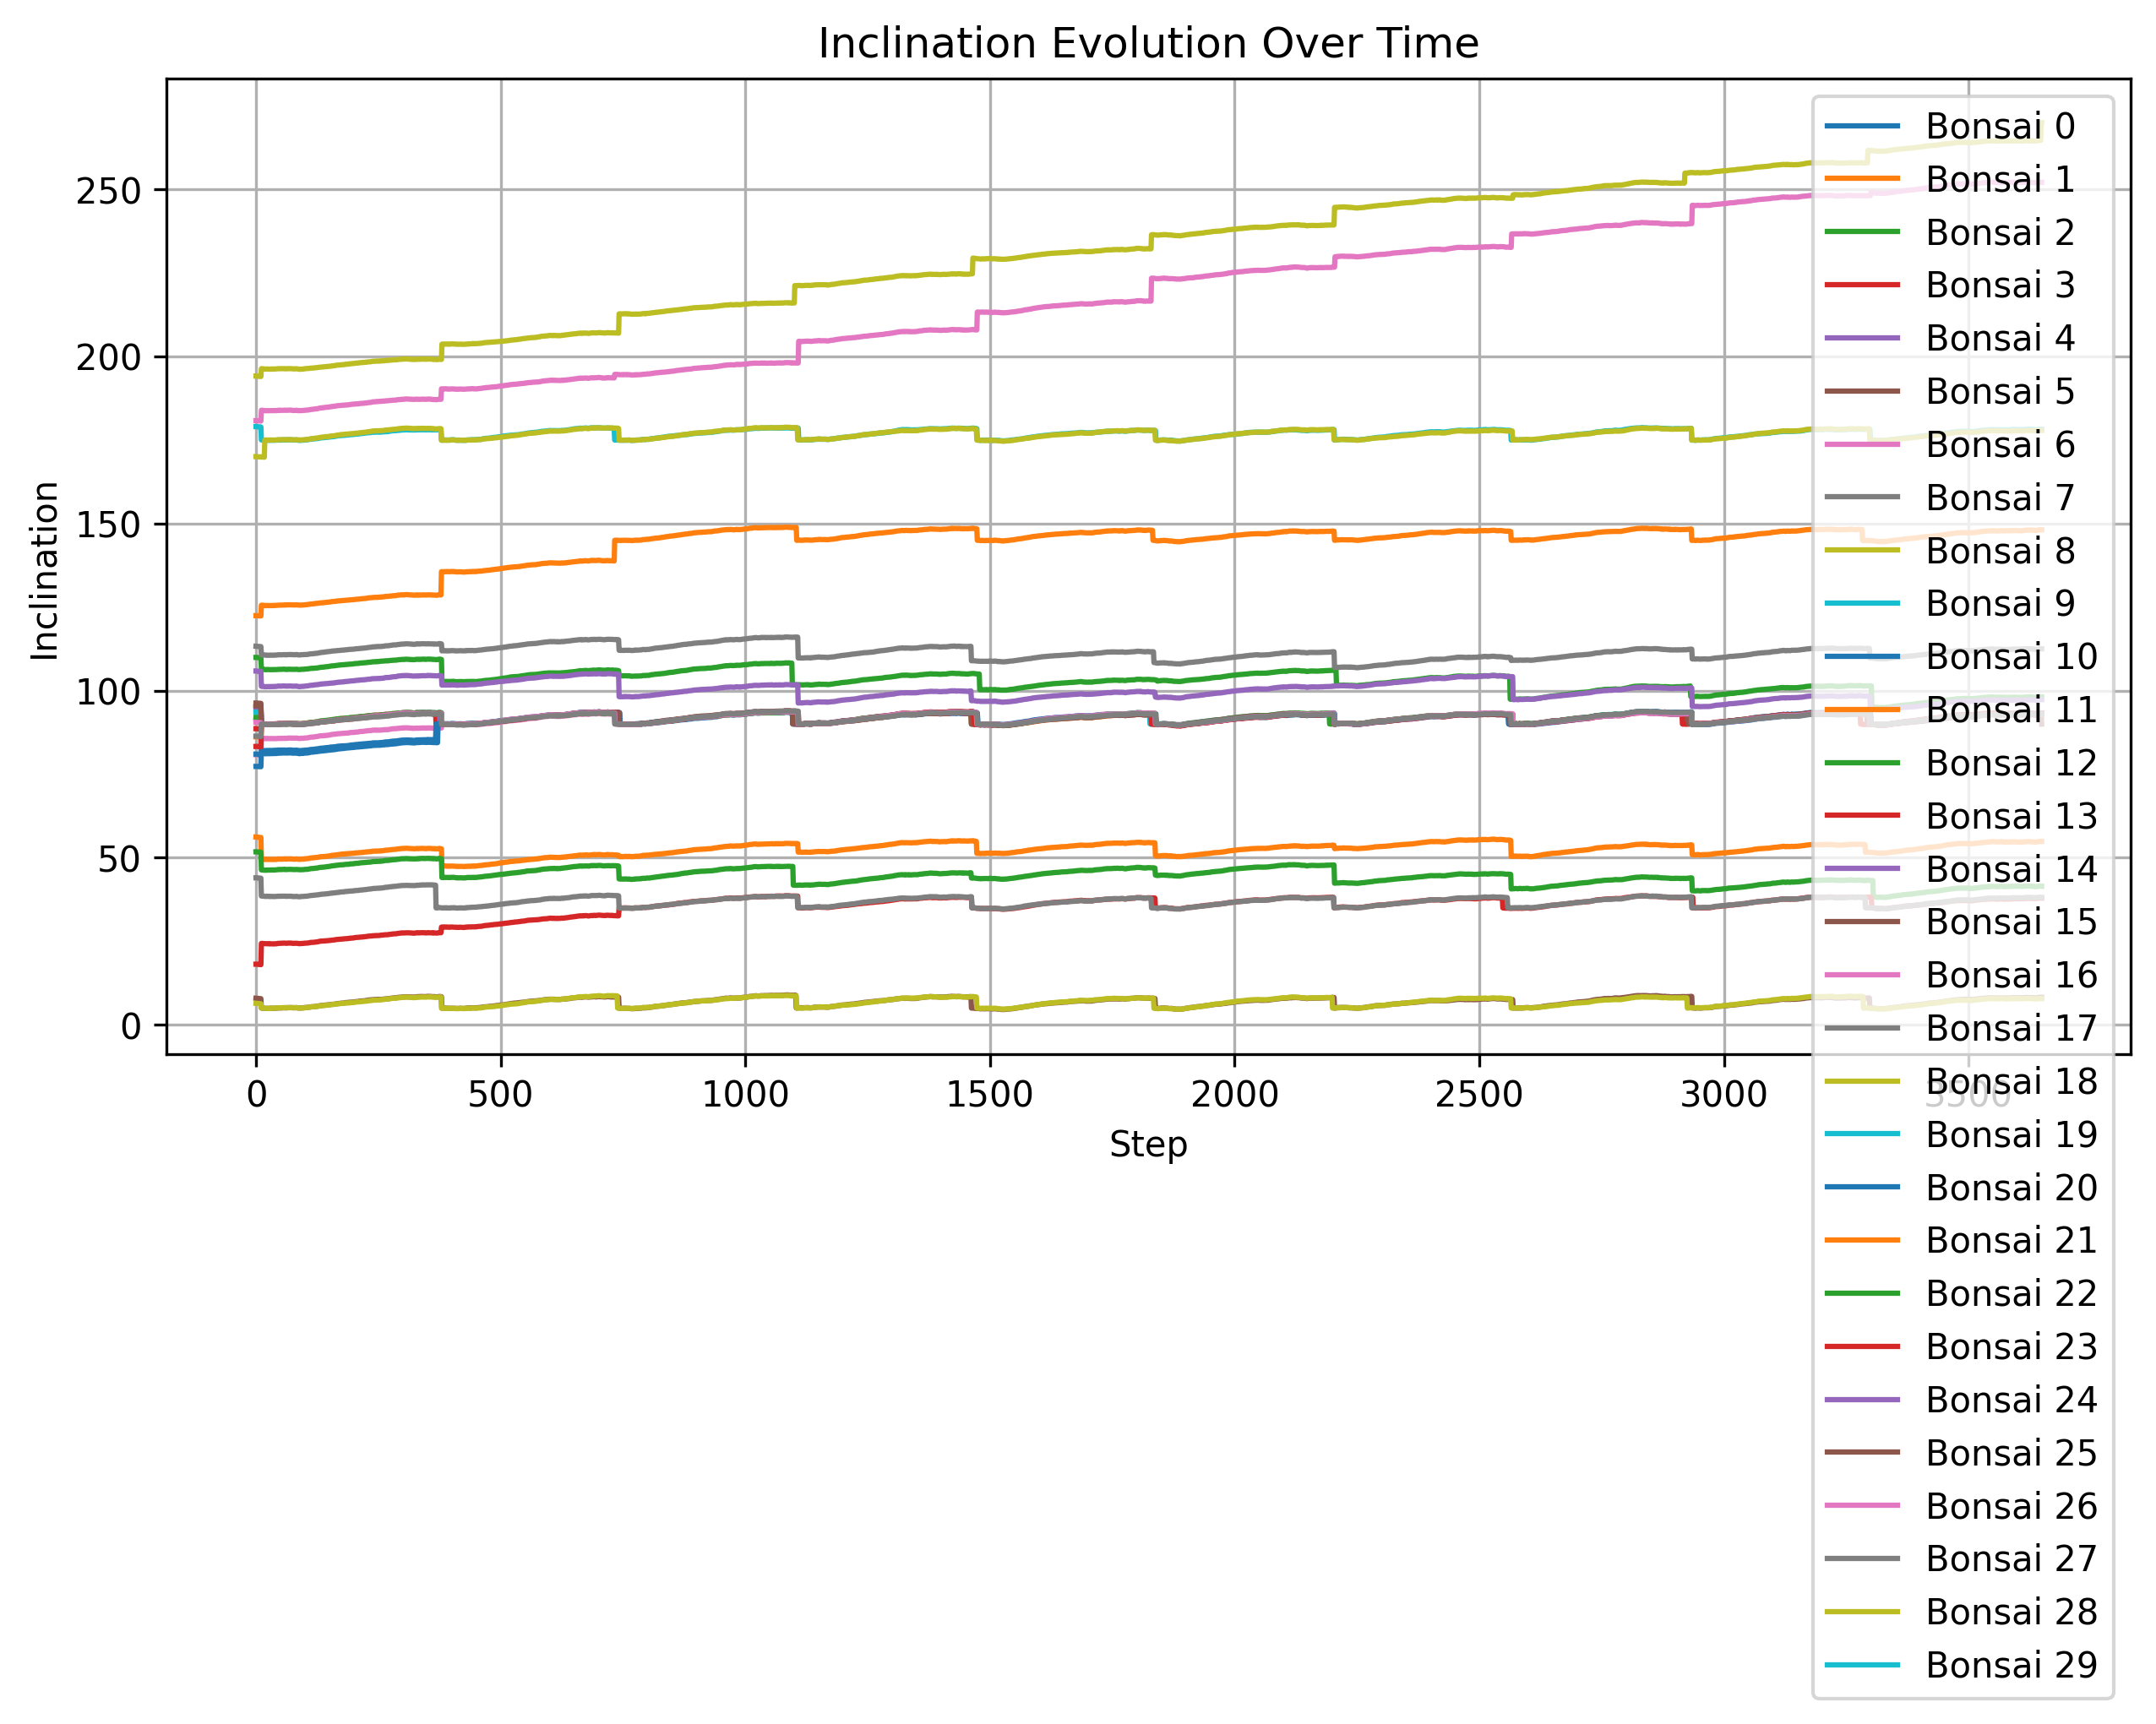 Inclination Evolution Over Time
Inclination
250
200
150
100
50
0
0 500 1000 1500 2000 2500 3000 3500
Step
Bonsai 0
Bonsai 1
Bonsai 2
Bonsai 3
Bonsai 4
Bonsai 5
Bonsai 6
Bonsai 7
Bonsai 8
Bonsai 9
Bonsai 10
Bonsai 11
Bonsai 12
Bonsai 13
Bonsai 14
Bonsai 15
Bonsai 16
Bonsai 17
Bonsai 18
Bonsai 19
Bonsai 20
Bonsai 21
Bonsai 22
Bonsai 23
Bonsai 24
Bonsai 25
Bonsai 26
Bonsai 27
Bonsai 28
Bonsai 29